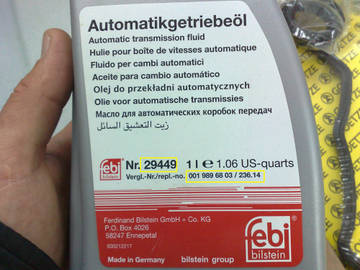 Automatikgetriebeöl
Automatic transmission fluid
Huile pour boîte de vitesses automatique
Fluido per cambi automatici
Aceite para cambio automático
Olej do przekładni automatycznych
Olie voor automatische transmissies
Масло для автоматических коробок передач
زيت التعشيق السائل
febi bilstein
Nr. 29449 1 l e 1.06 US-quarts
Vergl.-Nr/repl.-no. 001 989 68 03 / 236.14
Ferdinand Bilstein GmbH + Co. KG
P.O. Box 4026
58247 Ennepetal
Made in Germany
bilstein group
febi
bilstein